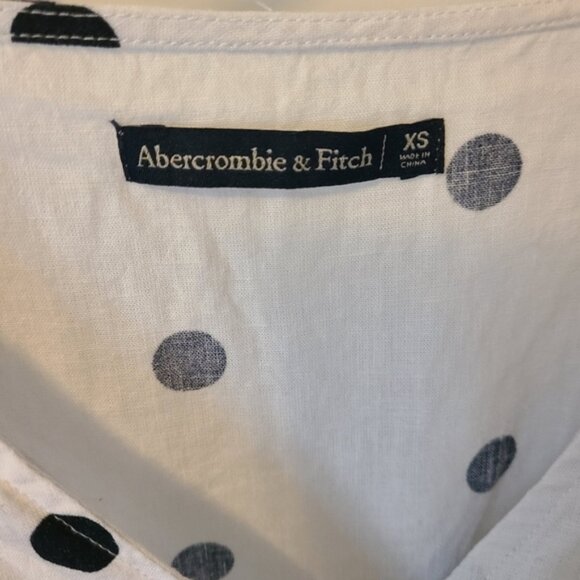 Abercrombie & Fitch
XS
MADE IN
CHINA